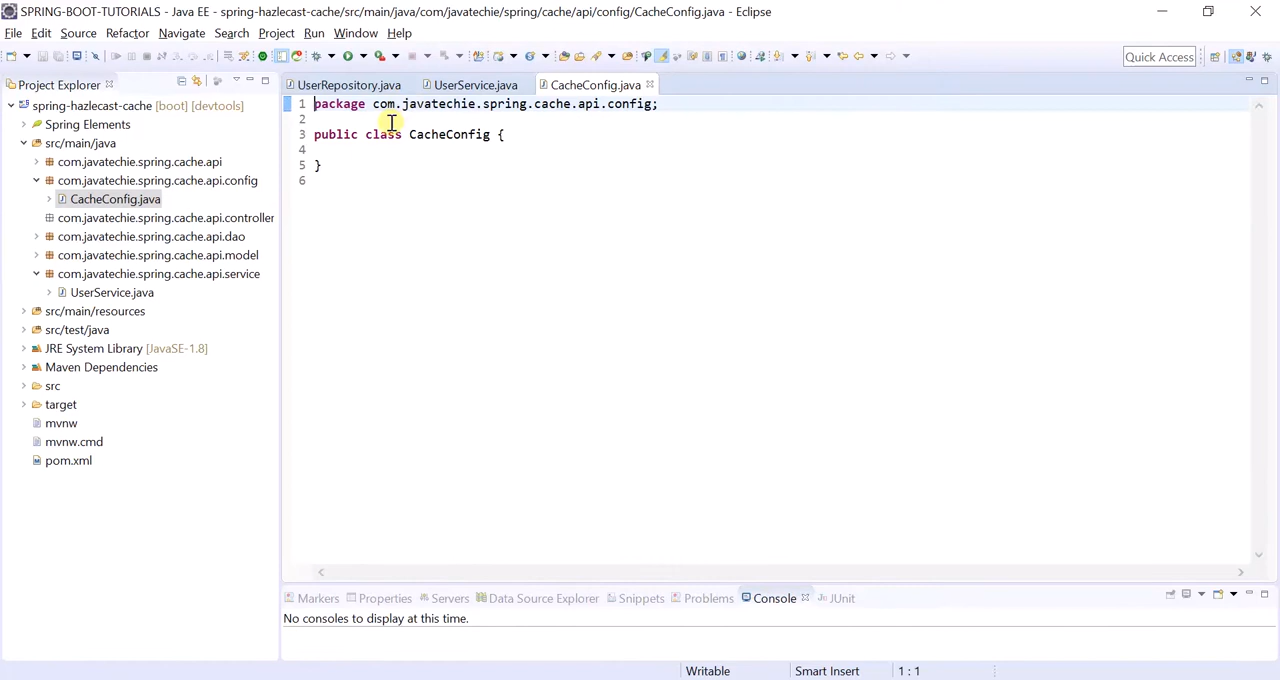 SPRING-BOOT-TUTORIALS - Java EE - spring-hazlecast-cache/src/main/java/com/javatechie/spring/cache/api/config/CacheConfig.java - Eclipse
File Edit Source Refactor Navigate Search Project Run Window Help
Quick Access
Project Explorer
UserRepository.java UserService.java CacheConfig.java
spring-hazlecast-cache [boot] [devtools]
Spring Elements
src/main/java
com.javatechie.spring.cache.api
com.javatechie.spring.cache.api.config
CacheConfig.java
com.javatechie.spring.cache.api.controller
com.javatechie.spring.cache.api.dao
com.javatechie.spring.cache.api.model
com.javatechie.spring.cache.api.service
UserService.java
src/main/resources
src/test/java
JRE System Library [JavaSE-1.8]
Maven Dependencies
src
target
mvnw
mvnw.cmd
pom.xml
1 package com.javatechie.spring.cache.api.config;
2
3 public class CacheConfig {
4
5 }
6
Markers Properties Servers Data Source Explorer Snippets Problems Console JUnit
No consoles to display at this time.
Writable Smart Insert 1 : 1